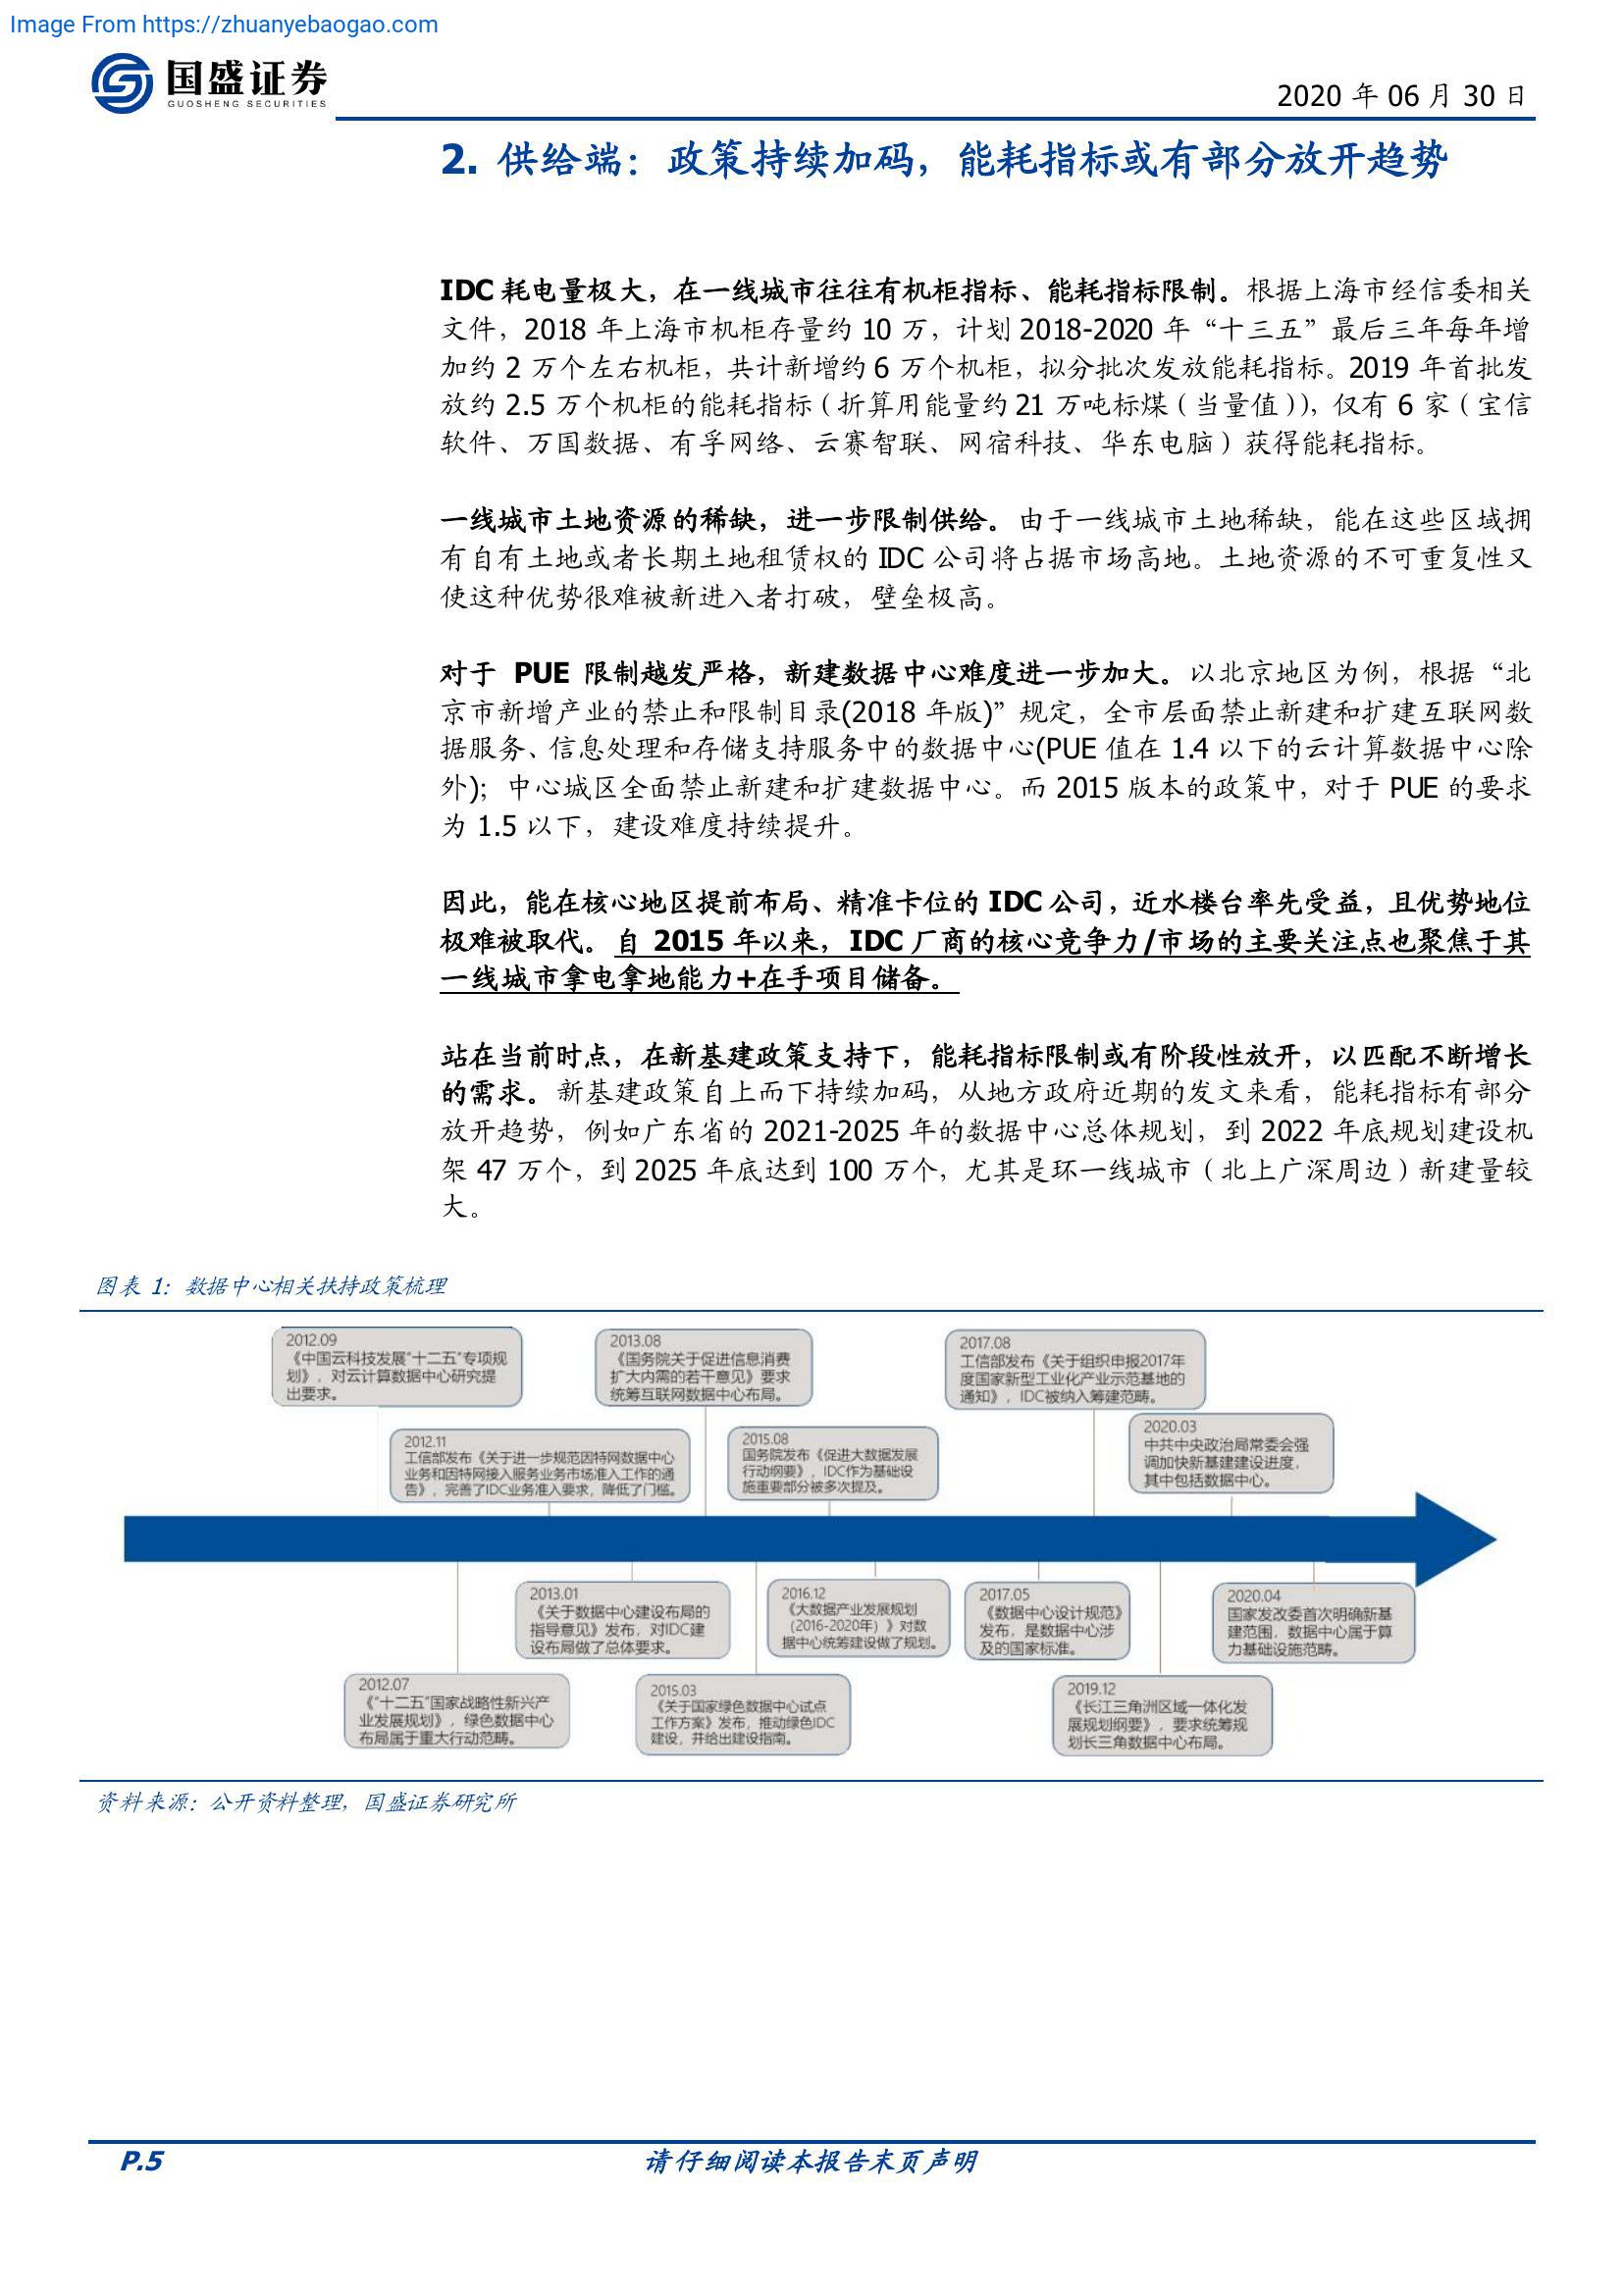 Image From https://zhuanyebaogao.com
国盛证券
GUOSHENG SECURITIES
2020 年 06 月 30 日
2. 供给端：政策持续加码，能耗指标或有部分放开趋势
IDC 耗电量极大，在一线城市往往有机柜指标、能耗指标限制。根据上海市经信委相关
文件，2018 年上海市机柜存量约 10 万，计划 2018-2020 年“十三五”最后三年每年增
加约 2 万个左右机柜，共计新增约 6 万个机柜，拟分批次发放能耗指标。2019 年首批发
放约 2.5 万个机柜的能耗指标（折算用能量约 21 万吨标煤（当量值）），仅有 6 家（宝信
软件、万国数据、有孚网络、云赛智联、网宿科技、华东电脑）获得能耗指标。
一线城市土地资源的稀缺，进一步限制供给。由于一线城市土地稀缺，能在这些区域拥
有自有土地或者长期土地租赁权的 IDC 公司将占据市场高地。土地资源的不可重复性又
使这种优势很难被新进入者打破，壁垒极高。
对于 PUE 限制越发严格，新建数据中心难度进一步加大。以北京地区为例，根据“北
京市新增产业的禁止和限制目录(2018 年版)”规定，全市层面禁止新建和扩建互联网数
据服务、信息处理和存储支持服务中的数据中心(PUE 值在 1.4 以下的云计算数据中心除
外)；中心城区全面禁止新建和扩建数据中心。而 2015 版本的政策中，对于 PUE 的要求
为 1.5 以下，建设难度持续提升。
因此，能在核心地区提前布局、精准卡位的 IDC 公司，近水楼台率先受益，且优势地位
极难被取代。自 2015 年以来，IDC 厂商的核心竞争力/市场的主要关注点也聚焦于其
一线城市拿电拿地能力+在手项目储备。
站在当前时点，在新基建政策支持下，能耗指标限制或有阶段性放开，以匹配不断增长
的需求。新基建政策自上而下持续加码，从地方政府近期的发文来看，能耗指标有部分
放开趋势，例如广东省的 2021-2025 年的数据中心总体规划，到 2022 年底规划建设机
架 47 万个，到 2025 年底达到 100 万个，尤其是环一线城市（北上广深周边）新建量较
大。
图表 1：数据中心相关扶持政策梳理
2012.09
《中国云科技发展“十二五”专项规
划》，对云计算数据中心研究提
出要求。
2013.08
《国务院关于促进信息消费
扩大内需的若干意见》要求
统筹互联网数据中心布局。
2017.08
工信部发布《关于组织申报2017年
度国家新型工业化产业示范基地的
通知》，IDC被纳入筹建范畴。
2012.11
工信部发布《关于进一步规范因特网数据中心
业务和因特网接入服务业务市场准入工作的通
告》，完善了IDC业务准入要求，降低了门槛。
2015.08
国务院发布《促进大数据发展
行动纲要》，IDC作为基础设
施重要部分被多次提及。
2020.03
中共中央政治局常委会强
调加快新基建建设进度，
其中包括数据中心。
2013.01
《关于数据中心建设布局的
指导意见》发布，对IDC建
设布局做了总体要求。
2016.12
《大数据产业发展规划
（2016-2020年）》对数
据中心统筹建设做了规划。
2017.05
《数据中心设计规范》
发布，是数据中心涉
及的国家标准。
2020.04
国家发改委首次明确新基
建范围，数据中心属于算
力基础设施范畴。
2012.07
《“十二五”国家战略性新兴产
业发展规划》，绿色数据中心
布局属于重大行动范畴。
2015.03
《关于国家绿色数据中心试点
工作方案》发布，推动绿色IDC
建设，并给出建设指南。
2019.12
《长江三角洲区域一体化发
展规划纲要》，要求统筹规
划长三角数据中心布局。
资料来源：公开资料整理，国盛证券研究所
P.5
请仔细阅读本报告末页声明